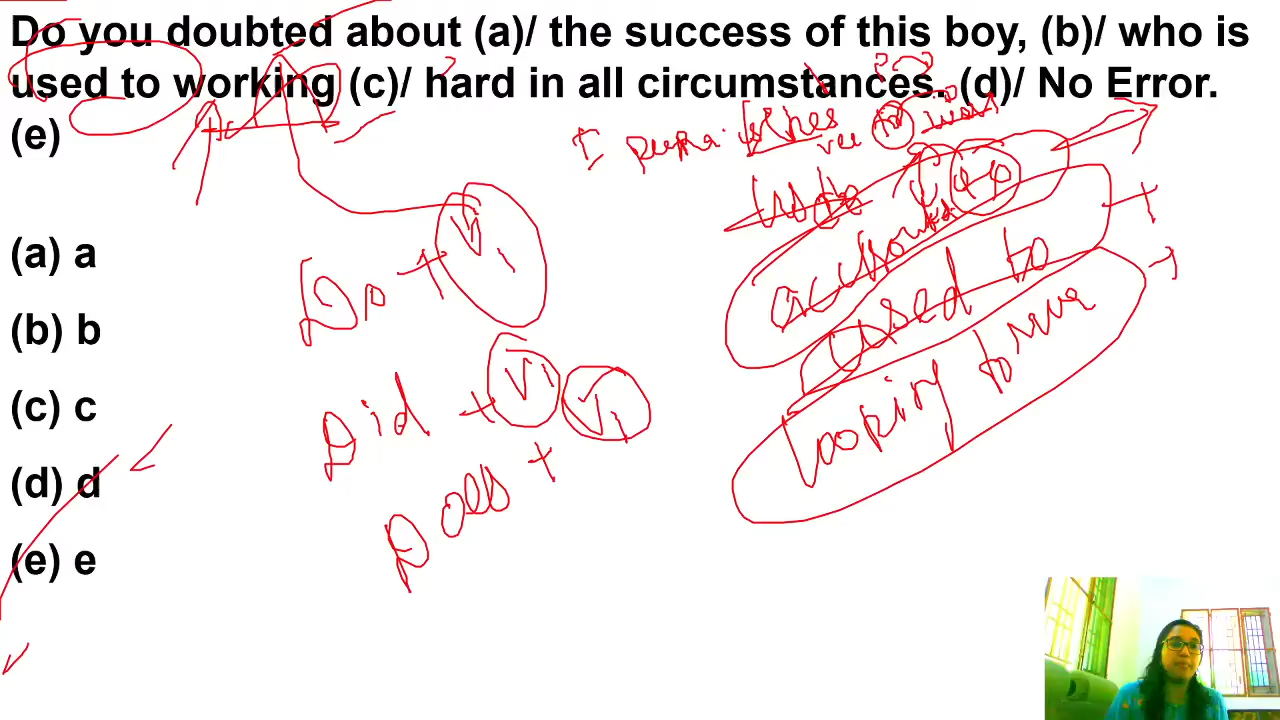 Do you doubted about (a)/ the success of this boy, (b)/ who is
used to working (c)/ hard in all circumstances. (d)/ No Error.
(e)
(a) a
(b) b
(c) c
(d) d
(e) e
Do + V1
Did + V1 V1
Does +
used to
looking forward